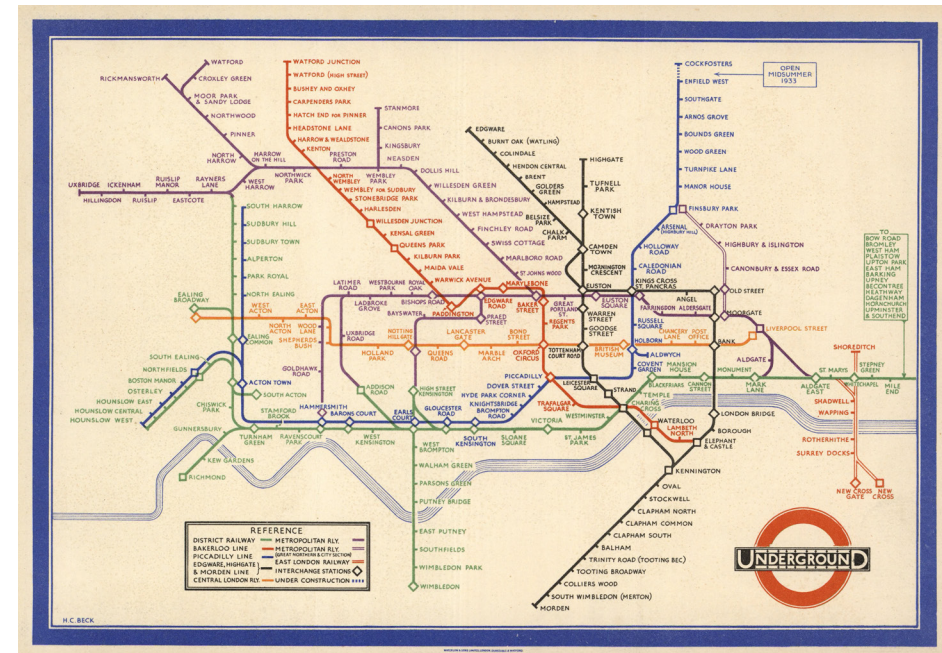 WATFORD
CROXLEY GREEN
RICKMANSWORTH
MOOR PARK
& SANDY LODGE
NORTHWOOD
PINNER
NORTH
HARROW
HARROW
ON THE HILL
NORTHWICK
PARK
PRESTON
ROAD
WEMBLEY
PARK
NEASDEN
STANMORE
CANONS PARK
KINGSBURY
DOLLIS HILL
WILLESDEN GREEN
KILBURN & BRONDESBURY
WEST HAMPSTEAD
FINCHLEY ROAD
SWISS COTTAGE
MARLBORO ROAD
ST JOHNS WOOD
UXBRIDGE
ICKENHAM
RUISLIP
MANOR
RAYNERS
LANE
HILLINGDON
RUISLIP
EASTCOTE
WEST
HARROW
WATFORD JUNCTION
WATFORD (HIGH STREET)
BUSHEY AND OXHEY
CARPENDERS PARK
HATCH END FOR PINNER
HEADSTONE LANE
HARROW & WEALDSTONE
KENTON
NORTH
WEMBLEY
WEMBLEY FOR SUDBURY
STONEBRIDGE PARK
HARLESDEN
WILLESDEN JUNCTION
KENSAL GREEN
QUEENS PARK
KILBURN PARK
MAIDA VALE
WARWICK AVENUE
MARYLEBONE
PADDINGTON
EDGWARE
ROAD
BAKER
STREET
EDGWARE
BURNT OAK (WATLING)
COLINDALE
HENDON CENTRAL
BRENT
GOLDERS
GREEN
HAMPSTEAD
BELSIZE
PARK
CHALK
FARM
HIGHGATE
TUFNELL
PARK
KENTISH
TOWN
CAMDEN
TOWN
MORNINGTON
CRESCENT
EUSTON
COCKFOSTERS
OPEN
MIDSUMMER
1933
ENFIELD WEST
SOUTHGATE
ARNOS GROVE
BOUNDS GREEN
WOOD GREEN
TURNPIKE LANE
MANOR HOUSE
FINSBURY PARK
ARSENAL
(HIGHBURY HILL)
HOLLOWAY
ROAD
CALEDONIAN
ROAD
KINGS CROSS
ST. PANCRAS
DRAYTON PARK
HIGHBURY & ISLINGTON
CANONBURY & ESSEX ROAD
OLD STREET
MOORGATE
ANGEL
TO
BOW ROAD
BROMLEY
WEST HAM
PLAISTOW
UPTON PARK
EAST HAM
BARKING
UPNEY
BECONTREE
HEATHWAY
DAGENHAM
HORNCHURCH
UPMINSTER
& SOUTHEND
SOUTH HARROW
SUDBURY HILL
SUDBURY TOWN
ALPERTON
PARK ROYAL
NORTH EALING
EALING
BROADWAY
EALING
COMMON
WEST
ACTON
NORTH
ACTON
EAST
ACTON
WOOD
LANE
SHEPHERDS
BUSH
LATIMER
ROAD
LADBROKE
GROVE
WESTBOURNE
PARK
ROYAL
OAK
BISHOPS ROAD
BAYSWATER
PRAED
STREET
UXBRIDGE
ROAD
HOLLAND
PARK
NOTTING
HILL GATE
QUEENS
ROAD
LANCASTER
GATE
MARBLE
ARCH
BOND
STREET
OXFORD
CIRCUS
GREAT
PORTLAND
ST.
REGENTS
PARK
EUSTON
SQUARE
WARREN
STREET
GOODGE
STREET
TOTTENHAM
COURT ROAD
BRITISH
MUSEUM
RUSSELL
SQUARE
HOLBORN
ALDWYCH
CHANCERY
LANE
POST
OFFICE
BANK
FARRINGDON
ALDERSGATE
LIVERPOOL STREET
ALDGATE
SHOREDITCH
COVENT
GARDEN
LEICESTER
SQUARE
STRAND
PICCADILLY
DOVER STREET
HYDE PARK CORNER
KNIGHTSBRIDGE
BROMPTON
ROAD
TRAFALGAR
SQUARE
CHARING
CROSS
TEMPLE
BLACKFRIARS
MANSION
HOUSE
CANNON
STREET
MONUMENT
MARK
LANE
ALDGATE
EAST
ST. MARYS
WHITECHAPEL
STEPNEY
GREEN
MILE
END
SHADWELL
WAPPING
ROTHERHITHE
SURREY DOCKS
NEW CROSS
GATE
NEW
CROSS
SOUTH EALING
NORTHFIELDS
BOSTON MANOR
OSTERLEY
HOUNSLOW EAST
HOUNSLOW CENTRAL
HOUNSLOW WEST
ACTON TOWN
SOUTH ACTON
CHISWICK
PARK
GUNNERSBURY
KEW GARDENS
RICHMOND
TURNHAM
GREEN
STAMFORD
BROOK
RAVENSCOURT
PARK
GOLDHAWK
ROAD
HAMMERSMITH
BARONS COURT
WEST
KENSINGTON
ADDISON
ROAD
HIGH STREET
KENSINGTON
EARLS
COURT
GLOUCESTER
ROAD
SOUTH
KENSINGTON
SLOANE
SQUARE
VICTORIA
ST. JAMES
PARK
WESTMINSTER
WATERLOO
LAMBETH
NORTH
ELEPHANT
& CASTLE
LONDON BRIDGE
BOROUGH
KENNINGTON
OVAL
STOCKWELL
CLAPHAM NORTH
CLAPHAM COMMON
CLAPHAM SOUTH
BALHAM
TRINITY ROAD (TOOTING BEC)
TOOTING BROADWAY
COLLIERS WOOD
SOUTH WIMBLEDON (MERTON)
MORDEN
WEST
BROMPTON
WALHAM GREEN
PARSONS GREEN
PUTNEY BRIDGE
EAST PUTNEY
SOUTHFIELDS
WIMBLEDON PARK
WIMBLEDON
REFERENCE
DISTRICT RAILWAY
BAKERLOO LINE
PICCADILLY LINE
EDGWARE, HIGHGATE
& MORDEN LINE
CENTRAL LONDON RLY.
METROPOLITAN RLY.
METROPOLITAN RLY.
(GREAT NORTHERN & CITY SECTION)
EAST LONDON RAILWAY
INTERCHANGE STATIONS
UNDER CONSTRUCTION
UNDERGROUND
H.C. BECK